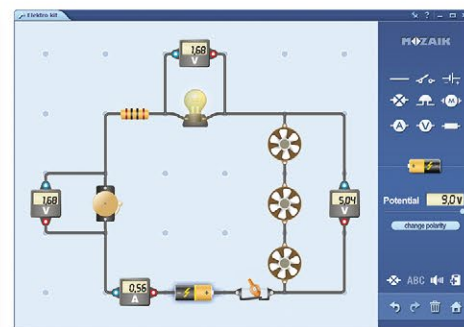 Elektro kit
? 
1,68
V
MOZAIK
M
A V
1,68
V
5,04
V
Potential 9,0 V
change polarity
0,56
A
ABC